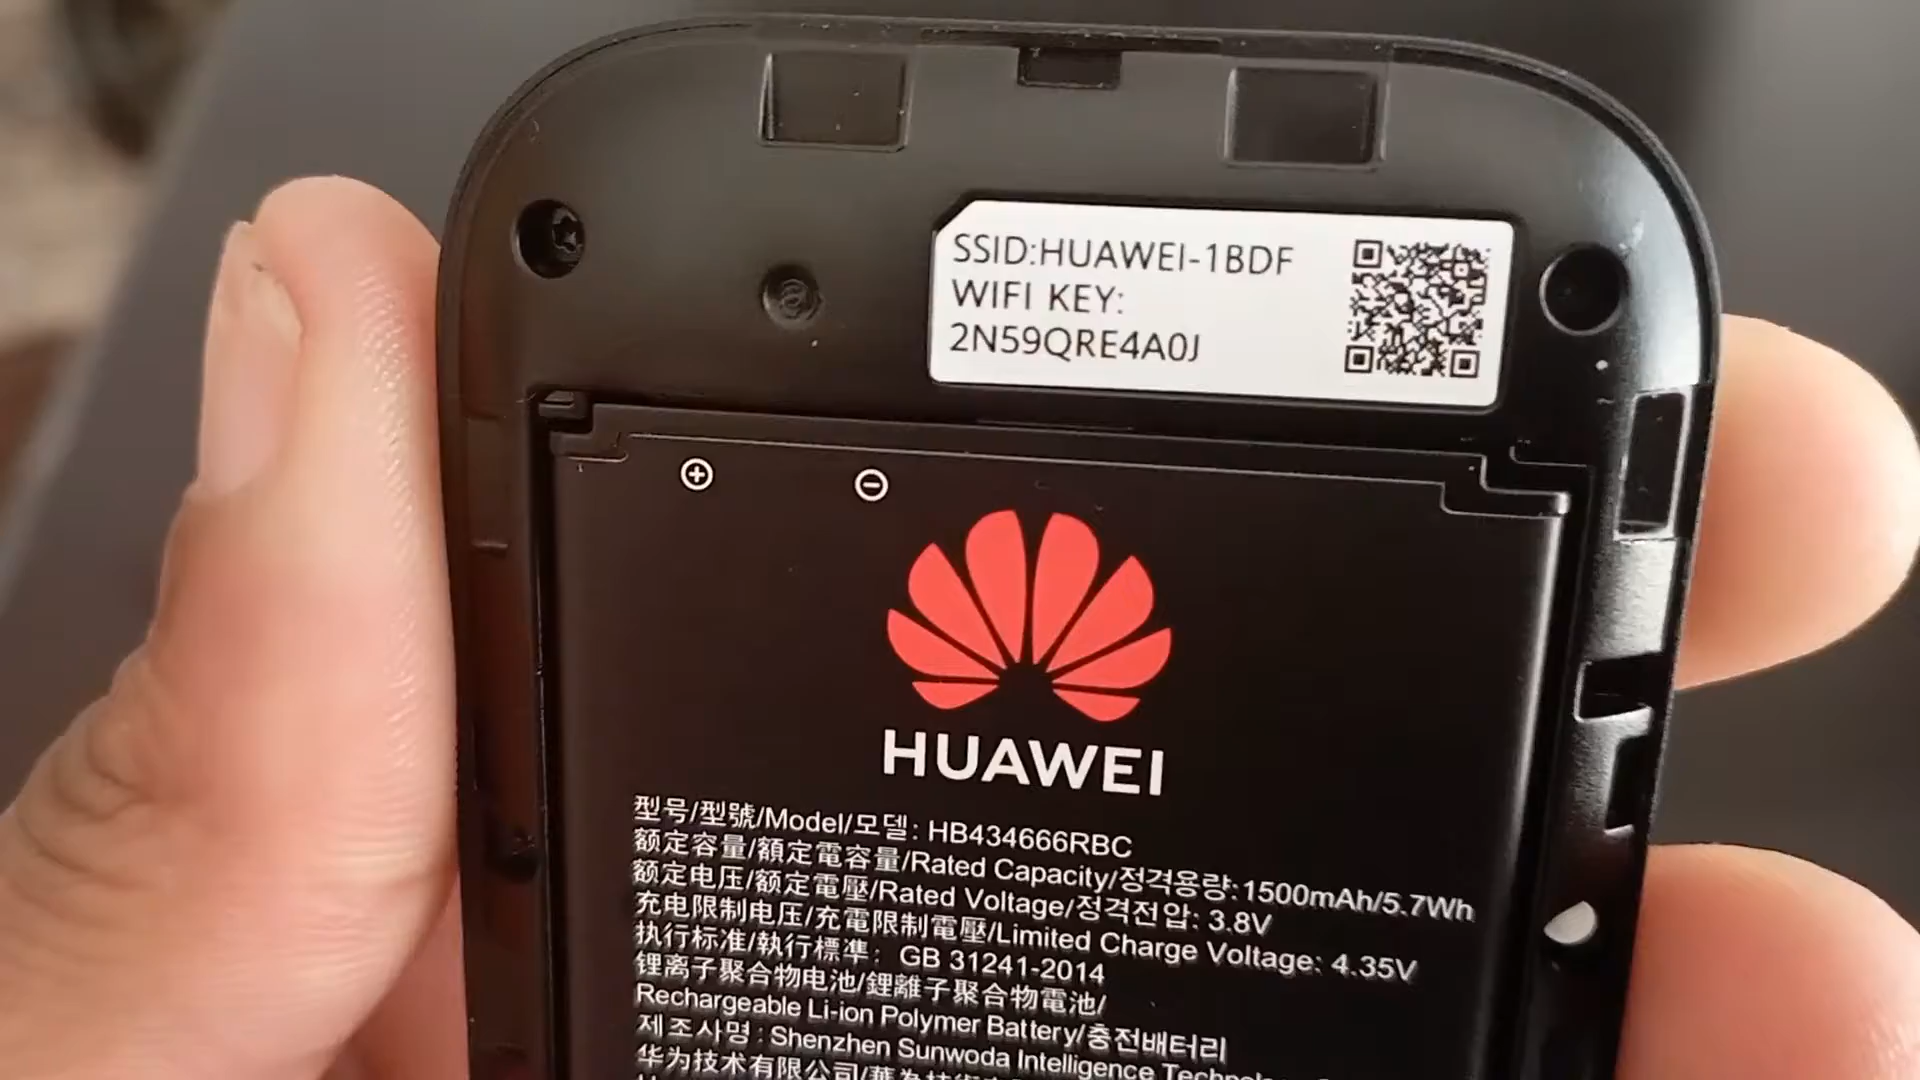 SSID:HUAWEI-1BDF
WIFI KEY:
2N59QRE4A0J
HUAWEI
型号/型號/Model/모델: HB434666RBC
额定容量/額定電容量/Rated Capacity/정격용량:1500mAh/5.7Wh
额定电压/额定電壓/Rated Voltage/정격전압: 3.8V
充电限制电压/充電限制電壓/Limited Charge Voltage: 4.35V
执行标准/執行標準: GB 31241-2014
锂离子聚合物电池/鋰離子聚合物電池/
Rechargeable Li-ion Polymer Battery/충전배터리
제조사명: Shenzhen Sunwoda Intelligence
华为技术有限公司/華為技術